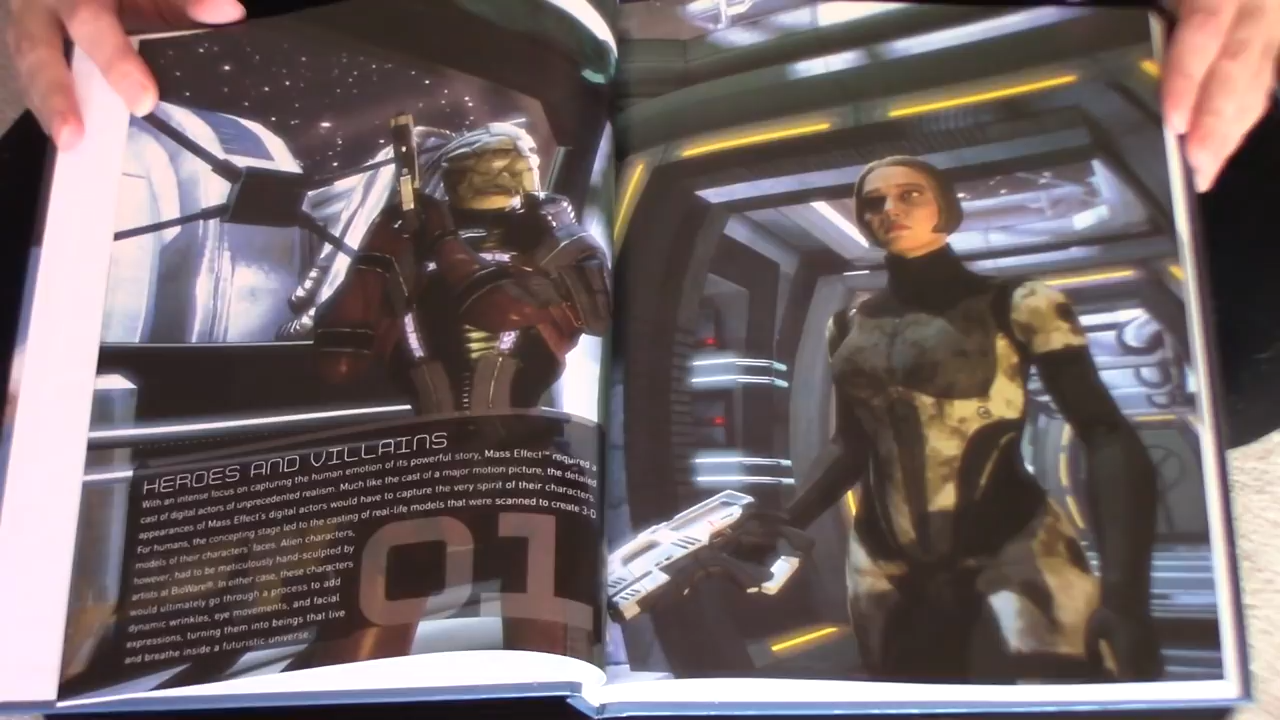 HEROES AND VILLAINS
With an intense focus on capturing the human emotion of its powerful story, Mass Effect™ required a
cast of digital actors of unprecedented realism. Much like the cast of a major motion picture, the detailed
appearances of Mass Effect's digital actors would have to capture the very spirit of their characters.
For humans, the concepting stage led to the casting of real-life models that were scanned to create 3-D
models of their characters' faces. Alien characters,
however, had to be meticulously hand-sculpted by
artists at BioWare®. In either case, these characters
would ultimately go through a process to add
dynamic wrinkles, eye movements, and facial
expressions, turning them into beings that live
and breathe inside a futuristic universe.
01